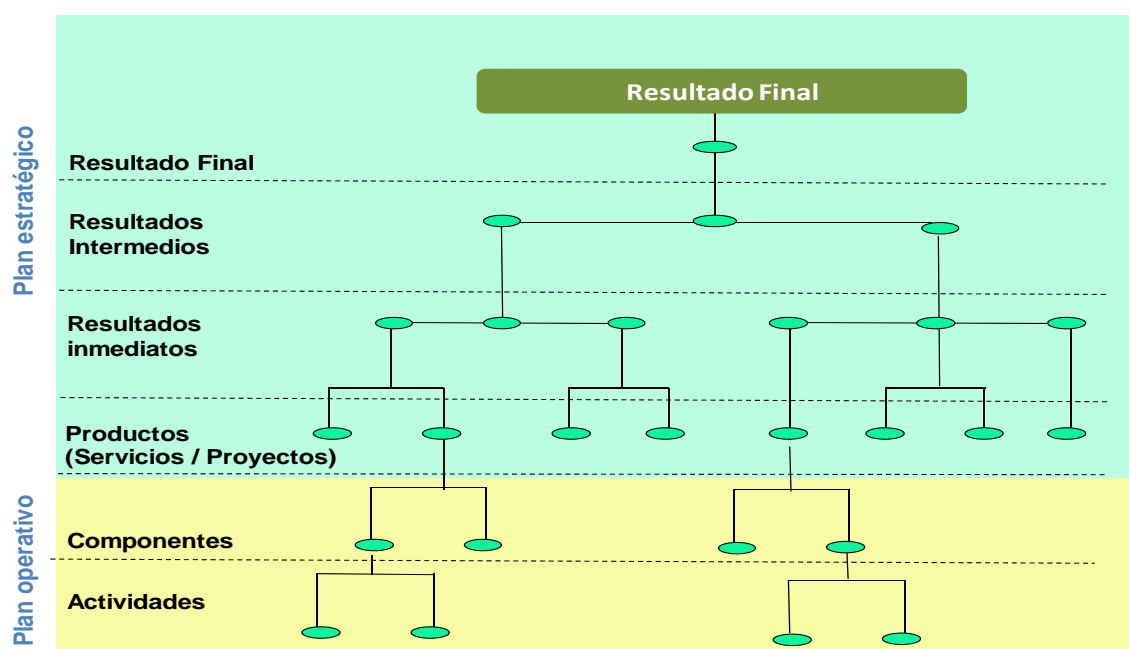 Resultado Final
Plan estratégico
Resultado Final
Resultados
Intermedios
Resultados
inmediatos
Productos
(Servicios / Proyectos)
Plan operativo
Componentes
Actividades